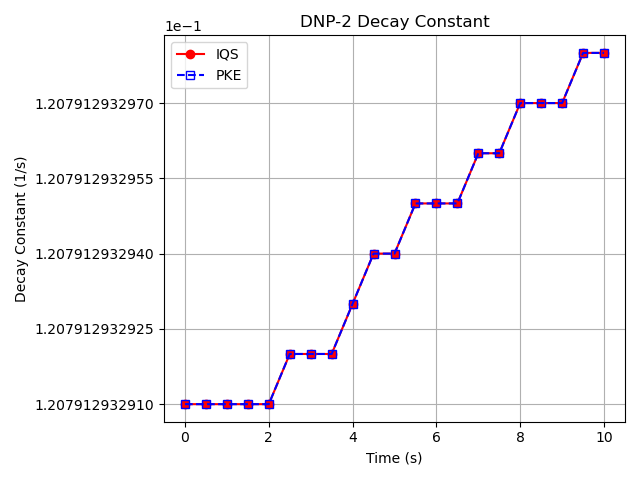 DNP-2 Decay Constant
1e−1
IQS
PKE
1.207912932970
1.207912932955
1.207912932940
1.207912932925
1.207912932910
Decay Constant (1/s)
0 2 4 6 8 10
Time (s)